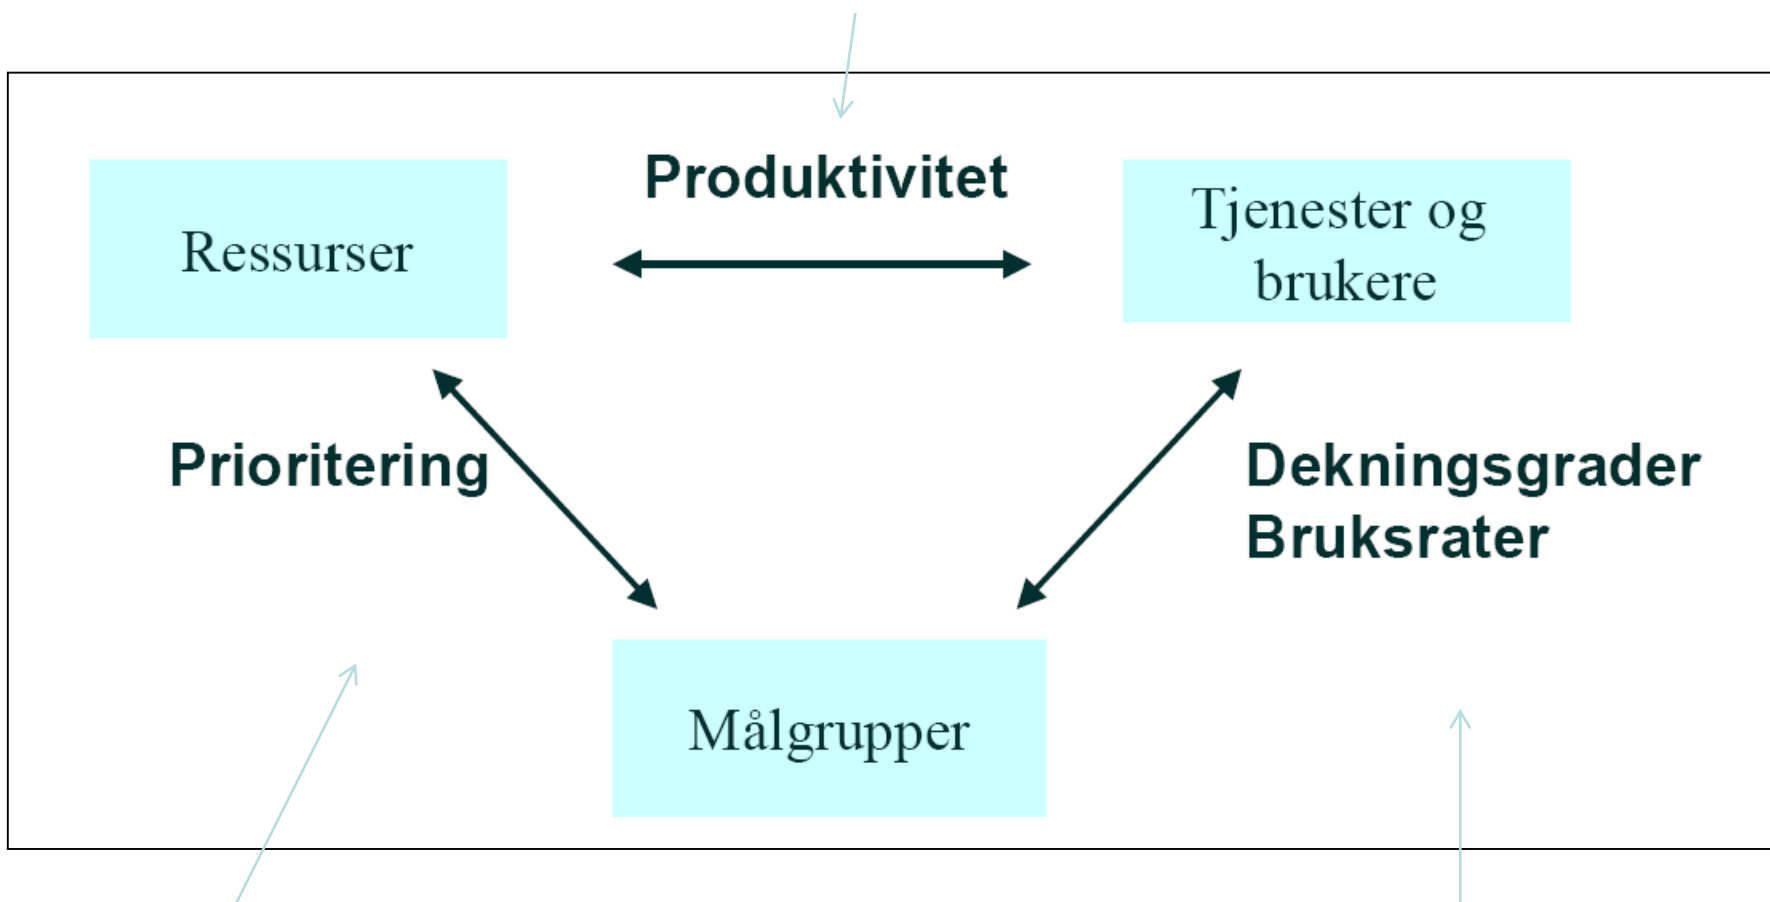 Produktivitet
Ressurser
Tjenester og
brukere
Prioritering
Dekningsgrader
Bruksrater
Målgrupper